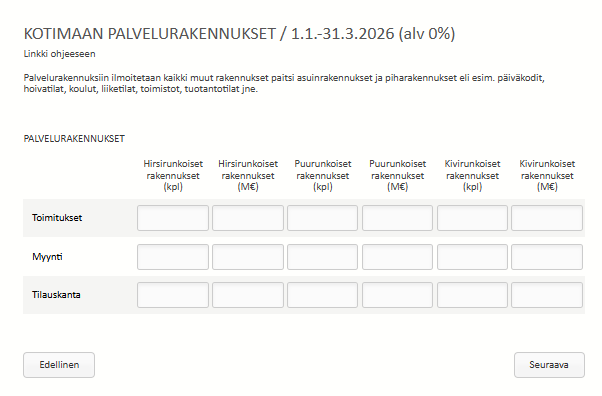 KOTIMAAN PALVELURAKENNUKSET / 1.1.-31.3.2026 (alv 0%)
Linkki ohjeeseen
Palvelurakennuksiin ilmoitetaan kaikki muut rakennukset paitsi asuinrakennukset ja piharakennukset eli esim. päiväkodit,
hoivatilat, koulut, liiketilat, toimistot, tuotantotilat jne.
PALVELURAKENNUKSET
Hirsirunkoiset rakennukset (kpl)
Hirsirunkoiset rakennukset (M€)
Puurunkoiset rakennukset (kpl)
Puurunkoiset rakennukset (M€)
Kivirunkoiset rakennukset (kpl)
Kivirunkoiset rakennukset (M€)
Toimitukset
Myynti
Tilauskanta
Edellinen
Seuraava